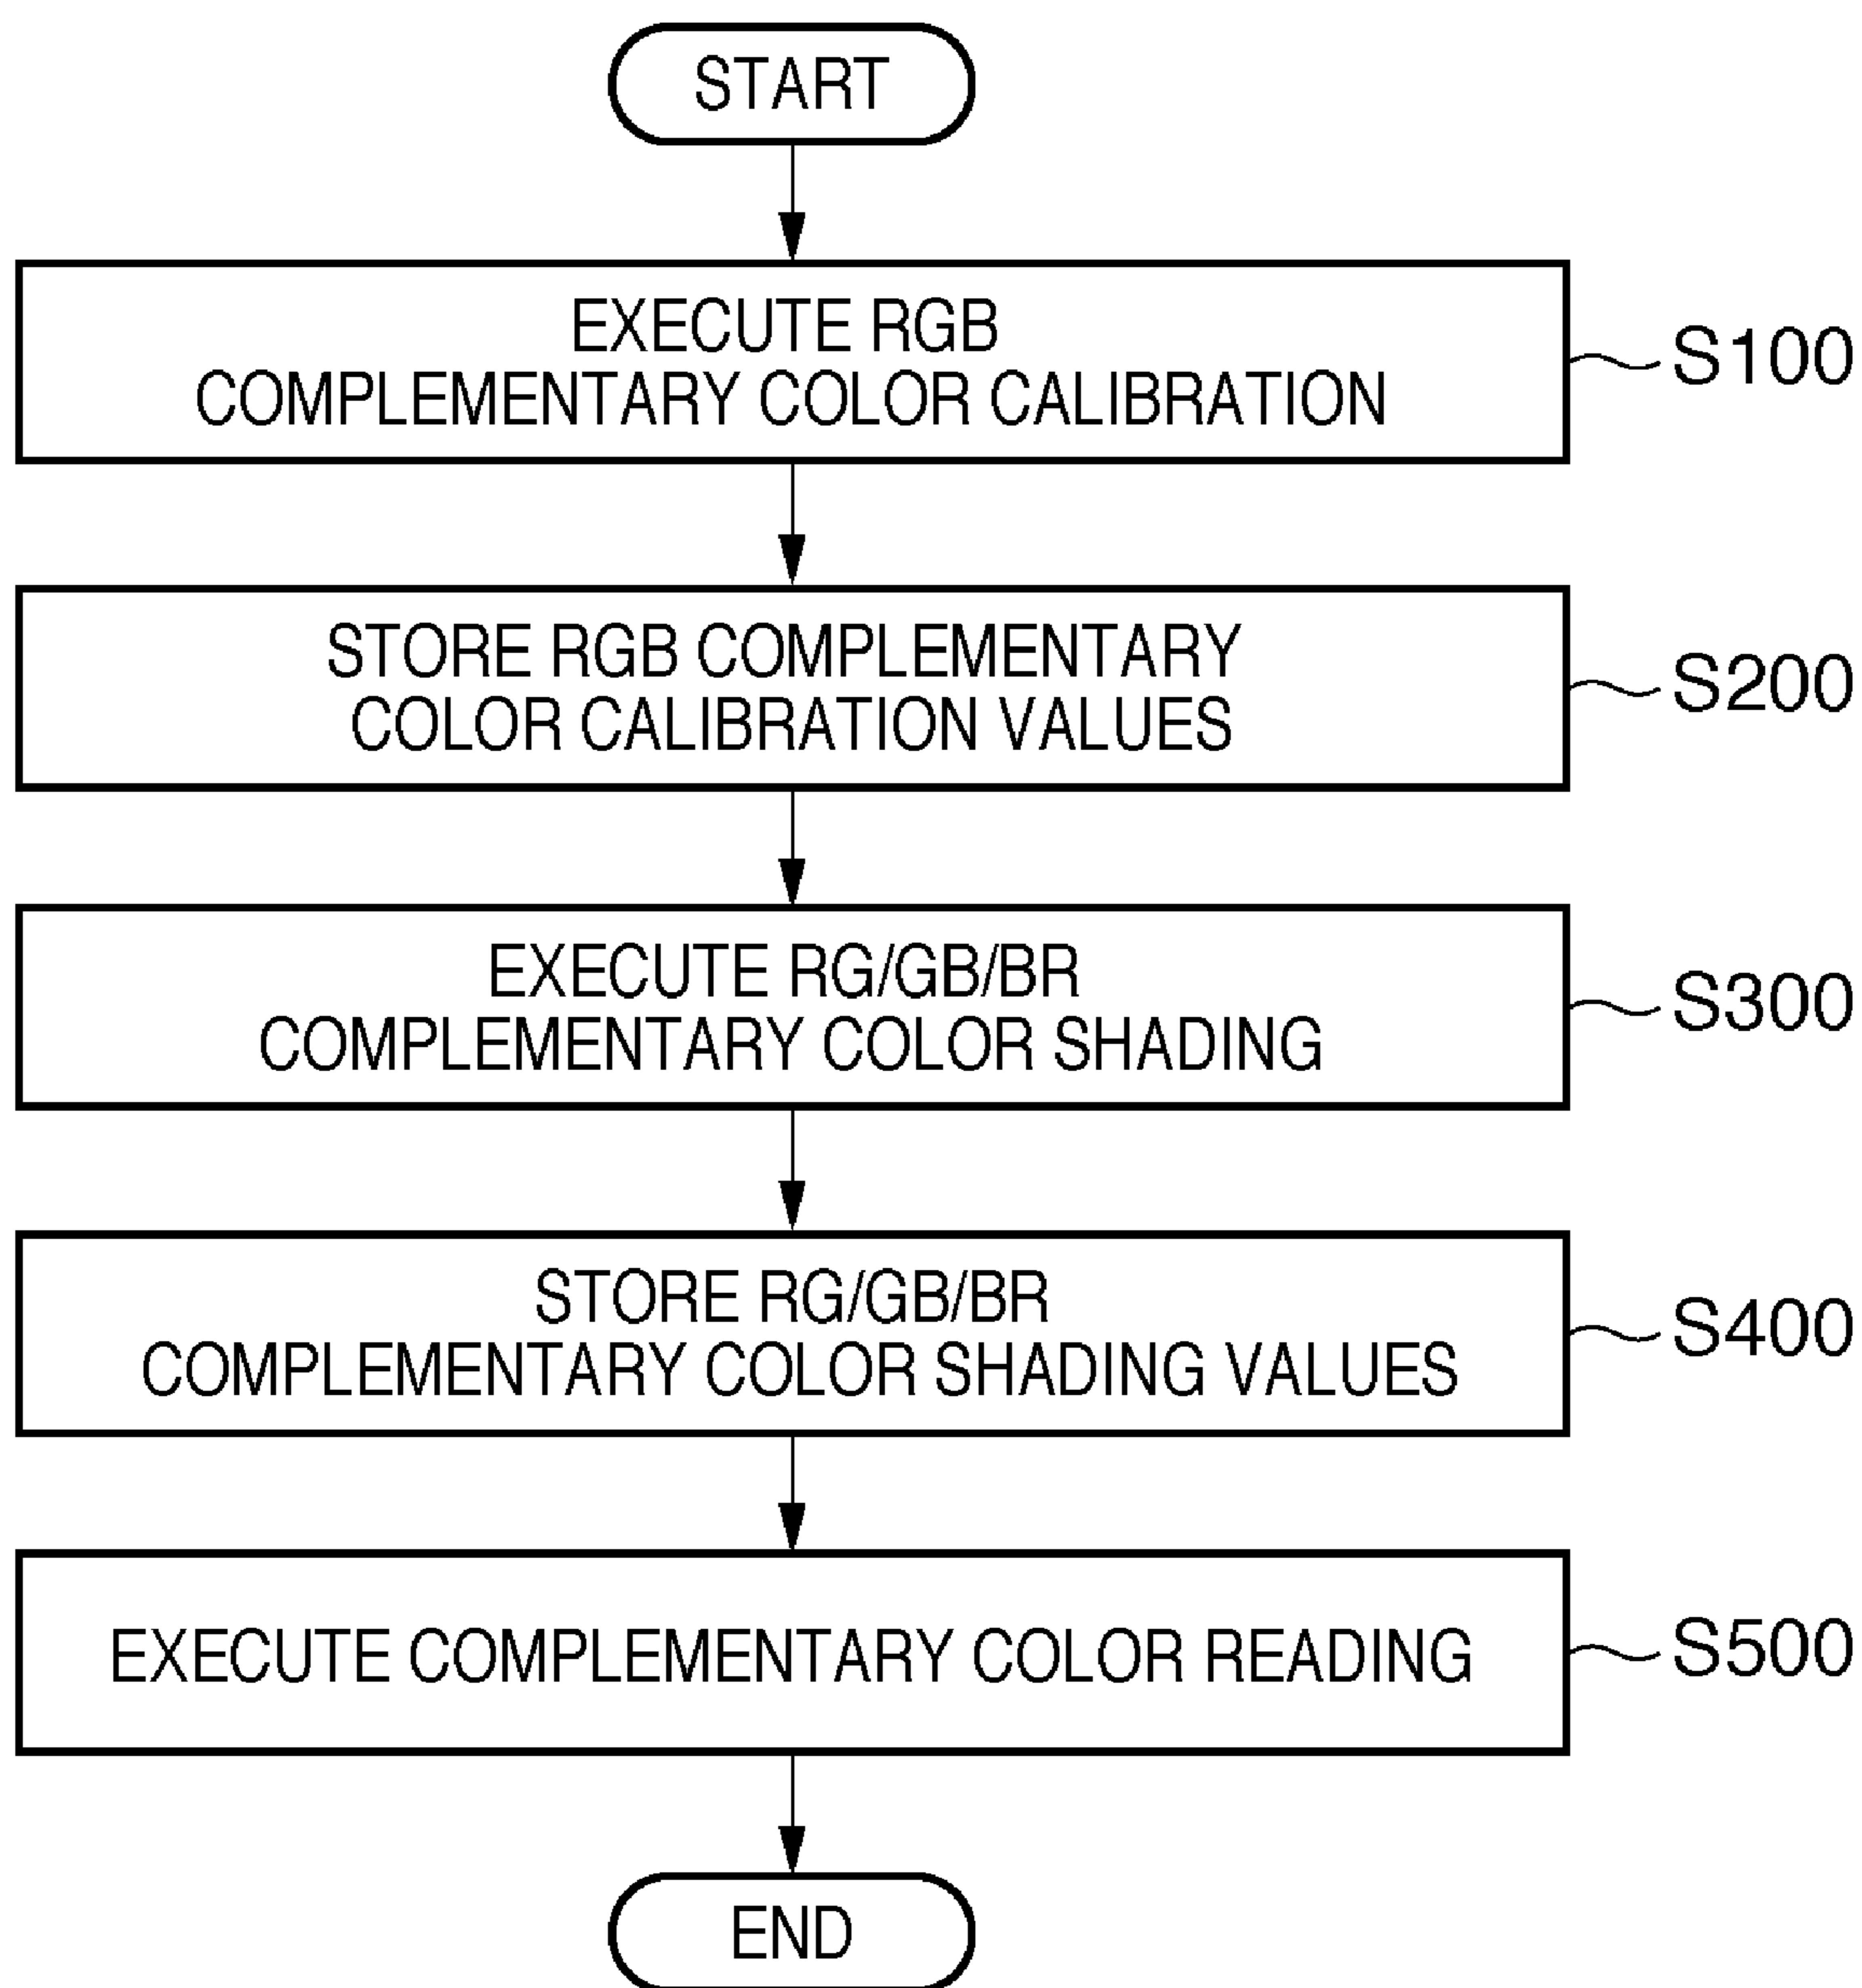 START
EXECUTE RGB
COMPLEMENTARY COLOR CALIBRATION
S100
STORE RGB COMPLEMENTARY
COLOR CALIBRATION VALUES
S200
EXECUTE RG/GB/BR
COMPLEMENTARY COLOR SHADING
S300
STORE RG/GB/BR
COMPLEMENTARY COLOR SHADING VALUES
S400
EXECUTE COMPLEMENTARY COLOR READING
S500
END